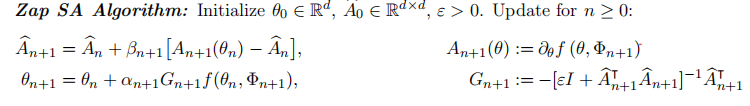 Zap SA Algorithm: Initialize θ₀ ∈ ℝᵈ, Â₀ ∈ ℝᵈˣᵈ, ε > 0. Update for n ≥ 0:
Âₙ₊₁ = Âₙ + βₙ₊₁[Aₙ₊₁(θₙ) − Âₙ], Aₙ₊₁(θ) := ∂_θ f (θ, Φₙ₊₁)
θₙ₊₁ = θₙ + αₙ₊₁Gₙ₊₁f(θₙ, Φₙ₊₁), Gₙ₊₁ := −[εI + Âᵀₙ₊₁Âₙ₊₁]⁻¹Âᵀₙ₊₁